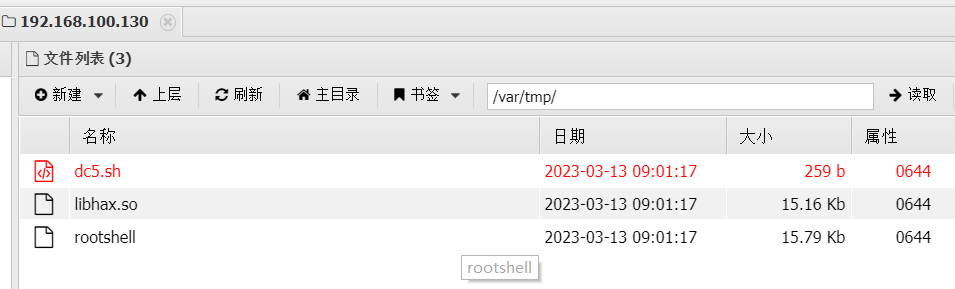 192.168.100.130
文件列表 (3)
新建 上层 刷新 主目录 书签 /var/tmp/ 读取
名称 日期 大小 属性
dc5.sh 2023-03-13 09:01:17 259 b 0644
libhax.so 2023-03-13 09:01:17 15.16 Kb 0644
rootshell 2023-03-13 09:01:17 15.79 Kb 0644
rootshell